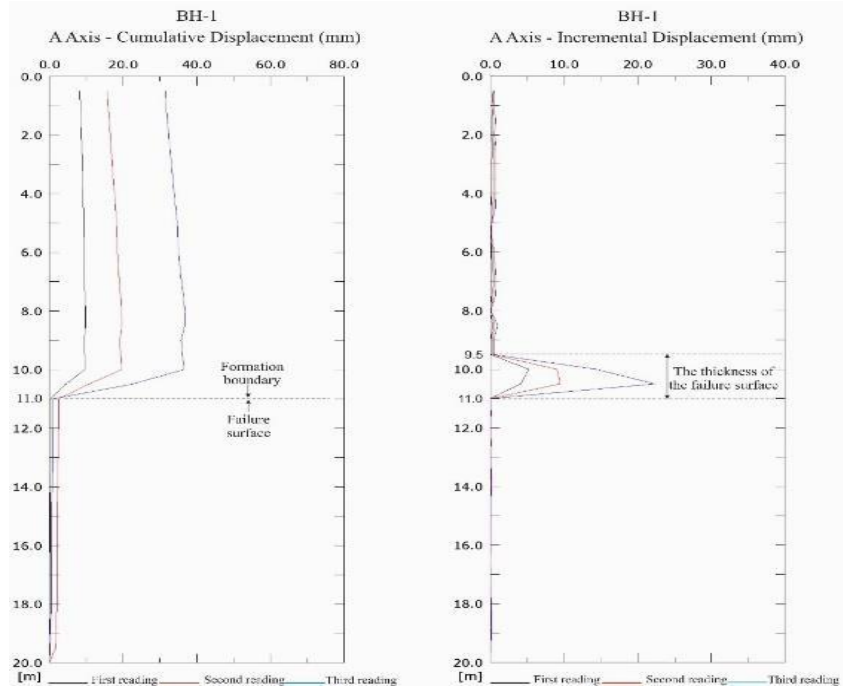 BH-1
A Axis - Cumulative Displacement (mm)
0.0 20.0 40.0 60.0 80.0
0.0
2.0
4.0
6.0
8.0
10.0
11.0
12.0
14.0
16.0
18.0
20.0
[m]
Formation
boundary
Failure
surface
First reading Second reading Third reading
BH-1
A Axis - Incremental Displacement (mm)
0.0 10.0 20.0 30.0 40.0
0.0
2.0
4.0
6.0
8.0
9.5
10.0
11.0
12.0
14.0
16.0
18.0
20.0
[m]
The thickness of
the failure surface
First reading Second reading Third reading